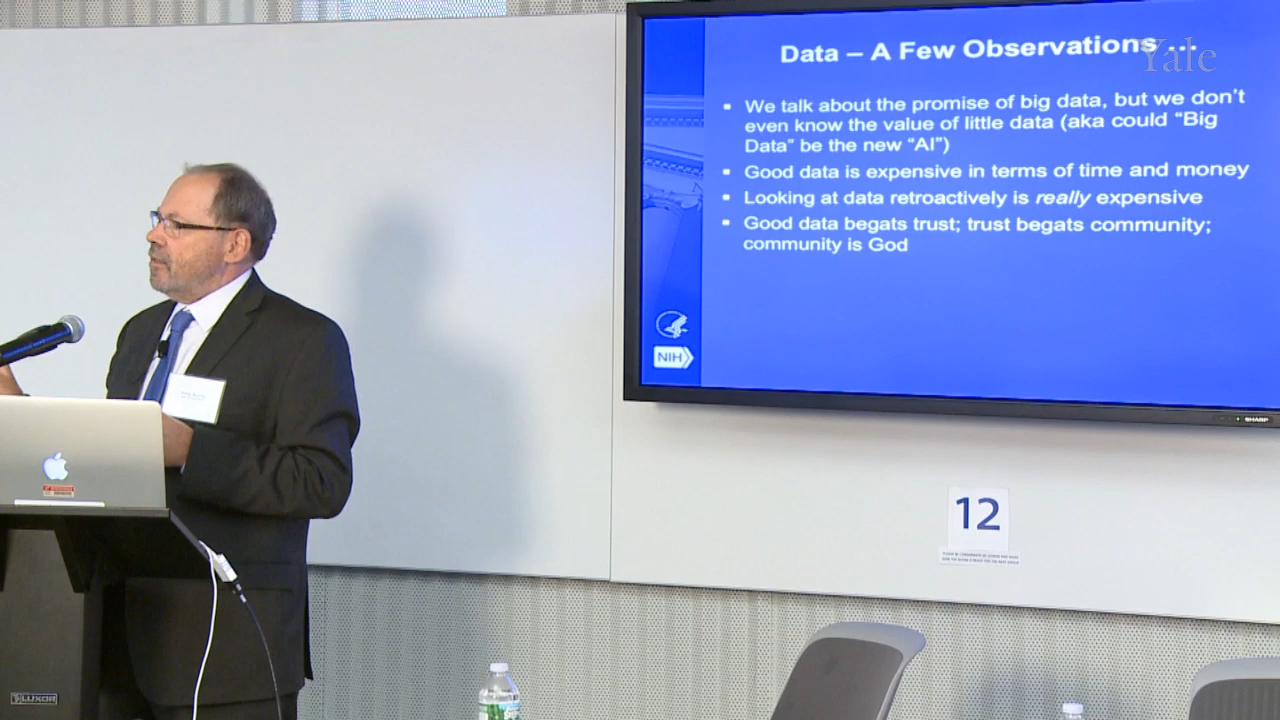 Data – A Few Observations ...
Yale
▪ We talk about the promise of big data, but we don't
even know the value of little data (aka could “Big
Data” be the new “AI”)
▪ Good data is expensive in terms of time and money
▪ Looking at data retroactively is really expensive
▪ Good data begats trust; trust begats community;
community is God
NIH
SHARP
12
LUXOR